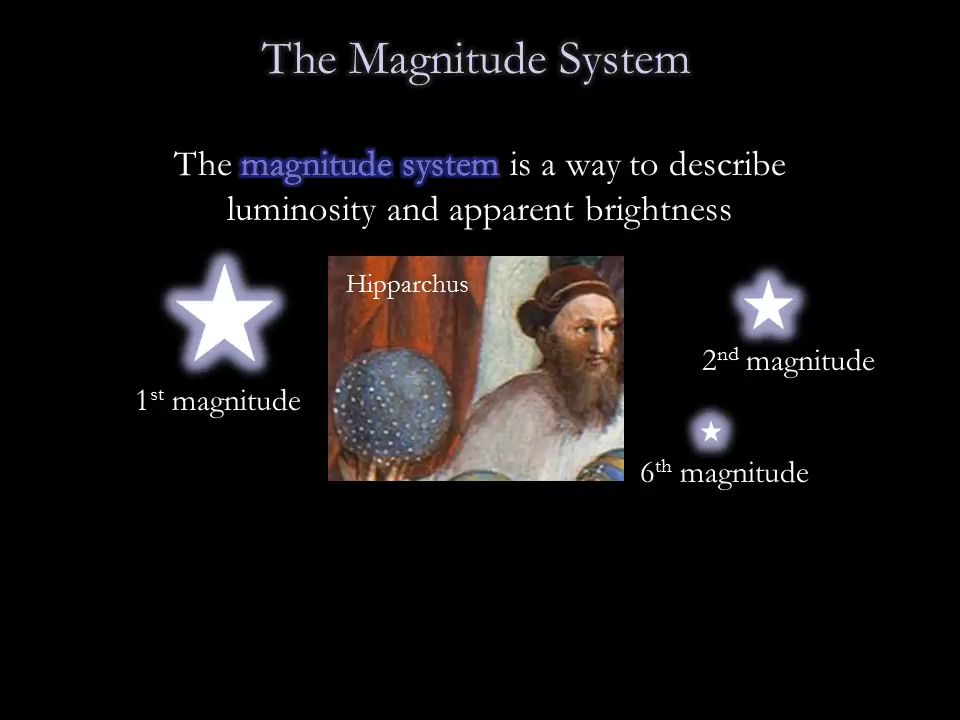 The Magnitude System
The magnitude system is a way to describe
luminosity and apparent brightness
Hipparchus
1st magnitude
2nd magnitude
6th magnitude